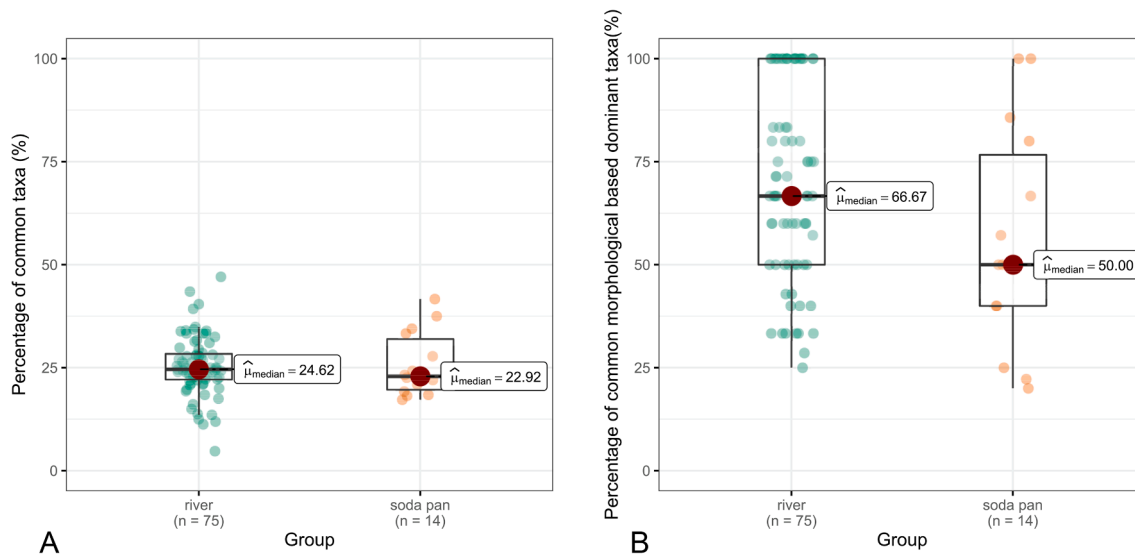 Percentage of common taxa (%)
100
75
50
25
0
μ̂median = 24.62
μ̂median = 22.92
river
(n = 75)
soda pan
(n = 14)
Group
A
Percentage of common morphological based dominant taxa(%)
100
75
50
25
0
μ̂median = 66.67
μ̂median = 50.00
river
(n = 75)
soda pan
(n = 14)
Group
B